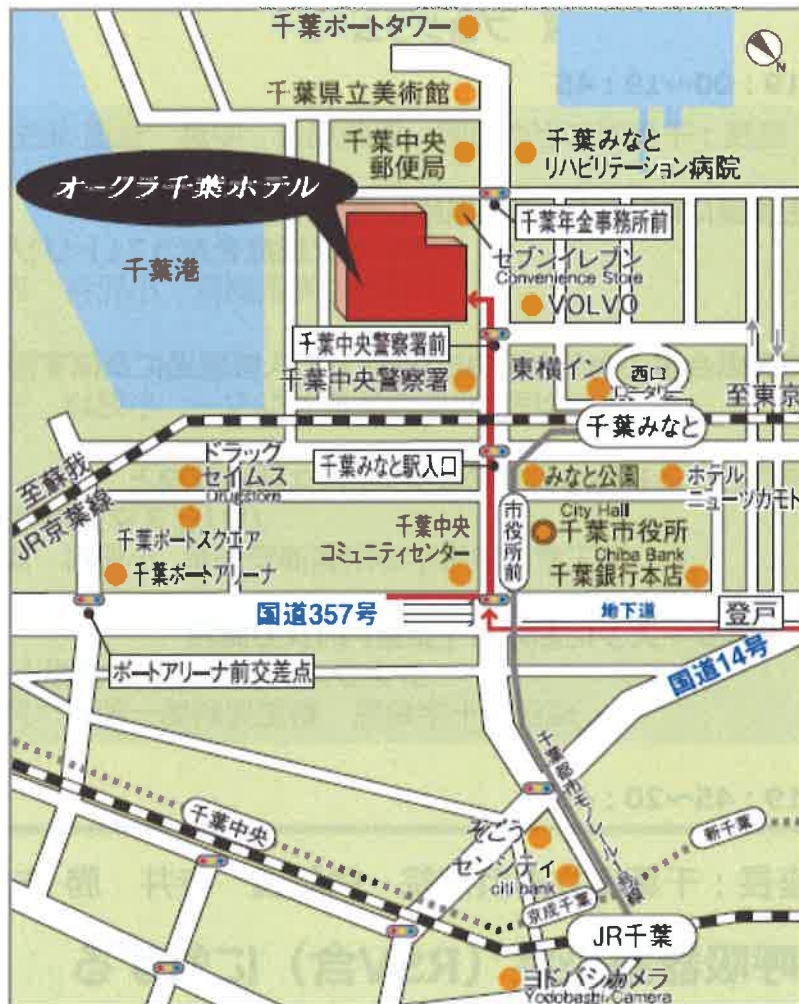 千葉ポートタワー
N
千葉県立美術館
千葉中央
郵便局
千葉みなと
リハビリテーション病院
オークラ千葉ホテル
千葉年金事務所前
セブンイレブン
Convenience Store
千葉港
VOLVO
千葉中央警察署前
千葉中央警察署
東横イン
西口
ロータリー
至東京
千葉みなと
至蘇我
JR京葉線
ドラッグ
セイムス
Drugstore
千葉みなと駅入口
みなと公園
ホテル
ニューツカモト
市役所前
City Hall
千葉市役所
Chiba Bank
千葉銀行本店
千葉ポートスクエア
千葉ポートアリーナ
千葉中央
コミュニティセンター
国道357号
地下道
登戸
ポートアリーナ前交差点
国道14号
千葉都市モノレール1号線
千葉中央
そごう
センシティ
citi bank
新千葉
京成千葉
JR千葉
ヨドバシカメラ
Yodobashi Camera